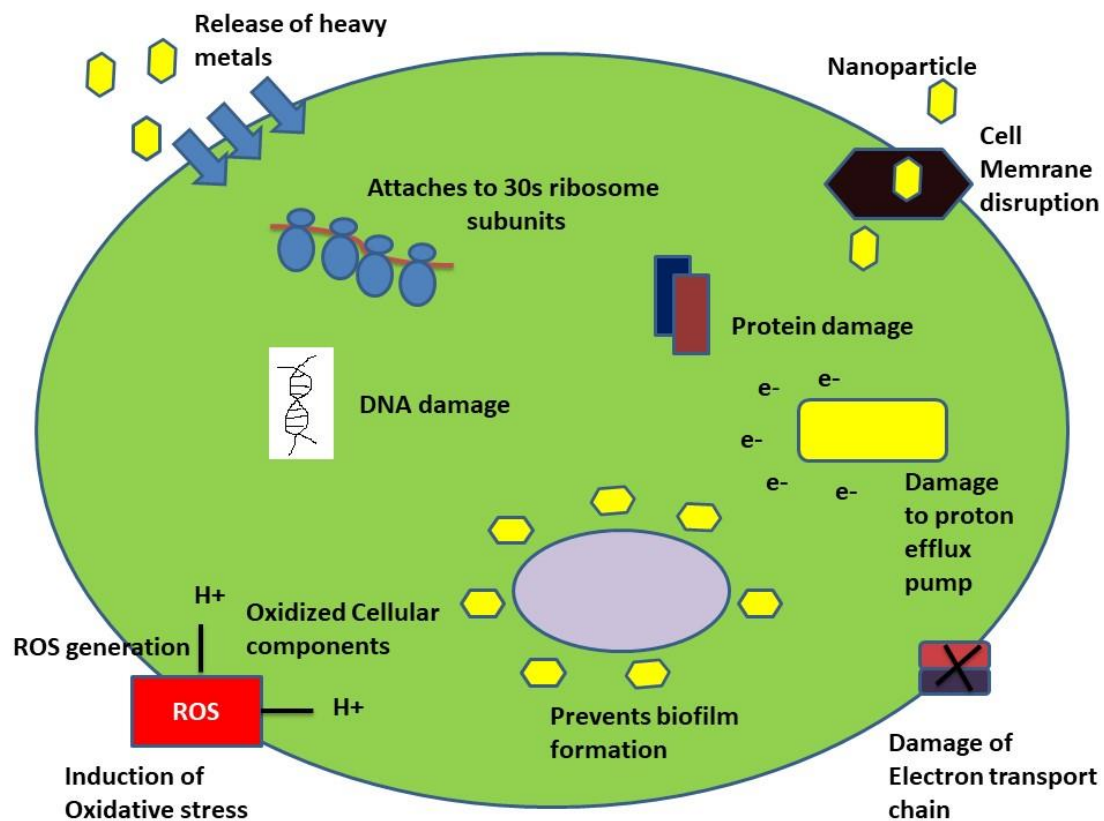 Release of heavy
metals
Nanoparticle
Cell
Memrane
disruption
Attaches to 30s ribosome
subunits
Protein damage
DNA damage
e-
e-
e-
e-
e-
Damage
to proton
efflux
pump
H+
ROS generation
Oxidized Cellular
components
ROS
H+
Induction of
Oxidative stress
Prevents biofilm
formation
Damage of
Electron transport
chain